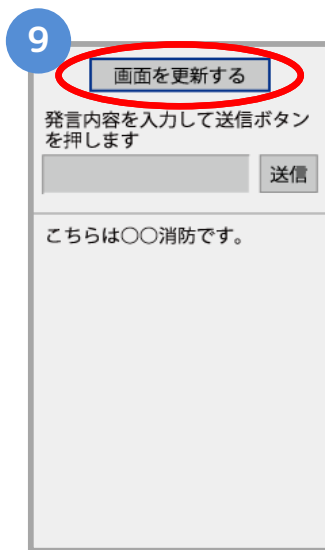 9
画面を更新する
発言内容を入力して送信ボタン
を押します
送信
こちらは○○消防です。